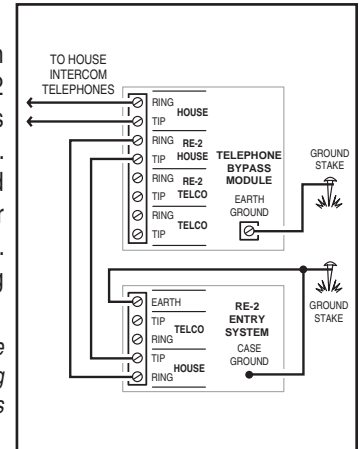 TO HOUSE
INTERCOM
TELEPHONES
RING
HOUSE
TIP
RING RE-2
TIP HOUSE
RING RE-2
TIP TELCO
RING
TELCO
TIP
TELEPHONE
BYPASS
MODULE
EARTH
GROUND
GROUND
STAKE
EARTH
TIP
TELCO
RING
TIP
HOUSE
RING
RE-2
ENTRY
SYSTEM
CASE
GROUND
GROUND
STAKE